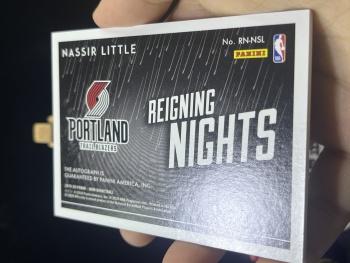 NASSIR LITTLE
No. RN-NSL
PANINI
NBA
REIGNING
NIGHTS
PORTLAND
TRAIL BLAZERS
THE AUTOGRAPH IS
GUARANTEED BY PANINI AMERICA, INC.